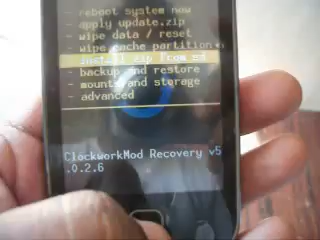 - reboot system now
- apply update.zip
- wipe data / reset
- wipe cache partition
- install zip from sd
- backup and restore
- mounts and storage
- advanced
ClockworkMod Recovery v5
.0.2.6